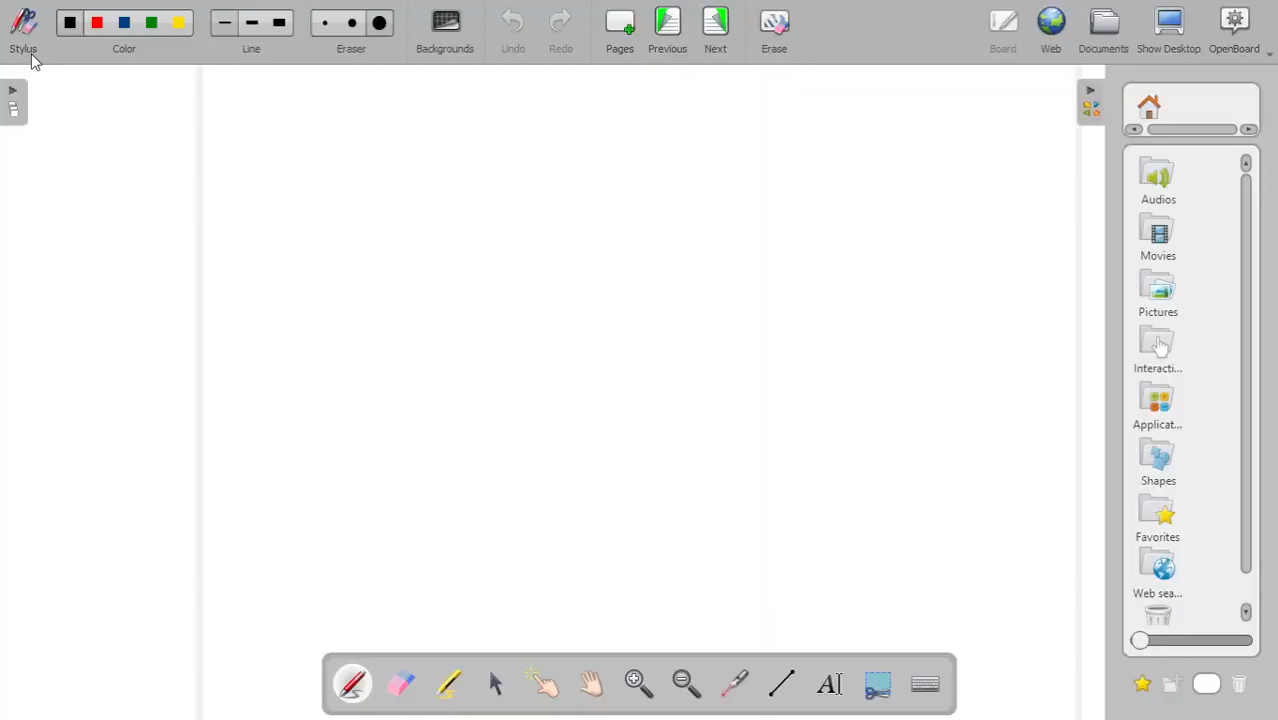 Stylus
Color
Line
Eraser
Backgrounds
Undo
Redo
Pages
Previous
Next
Erase
Board
Web
Documents
Show Desktop
OpenBoard
Audios
Movies
Pictures
Interacti...
Applicat...
Shapes
Favorites
Web sea...
A